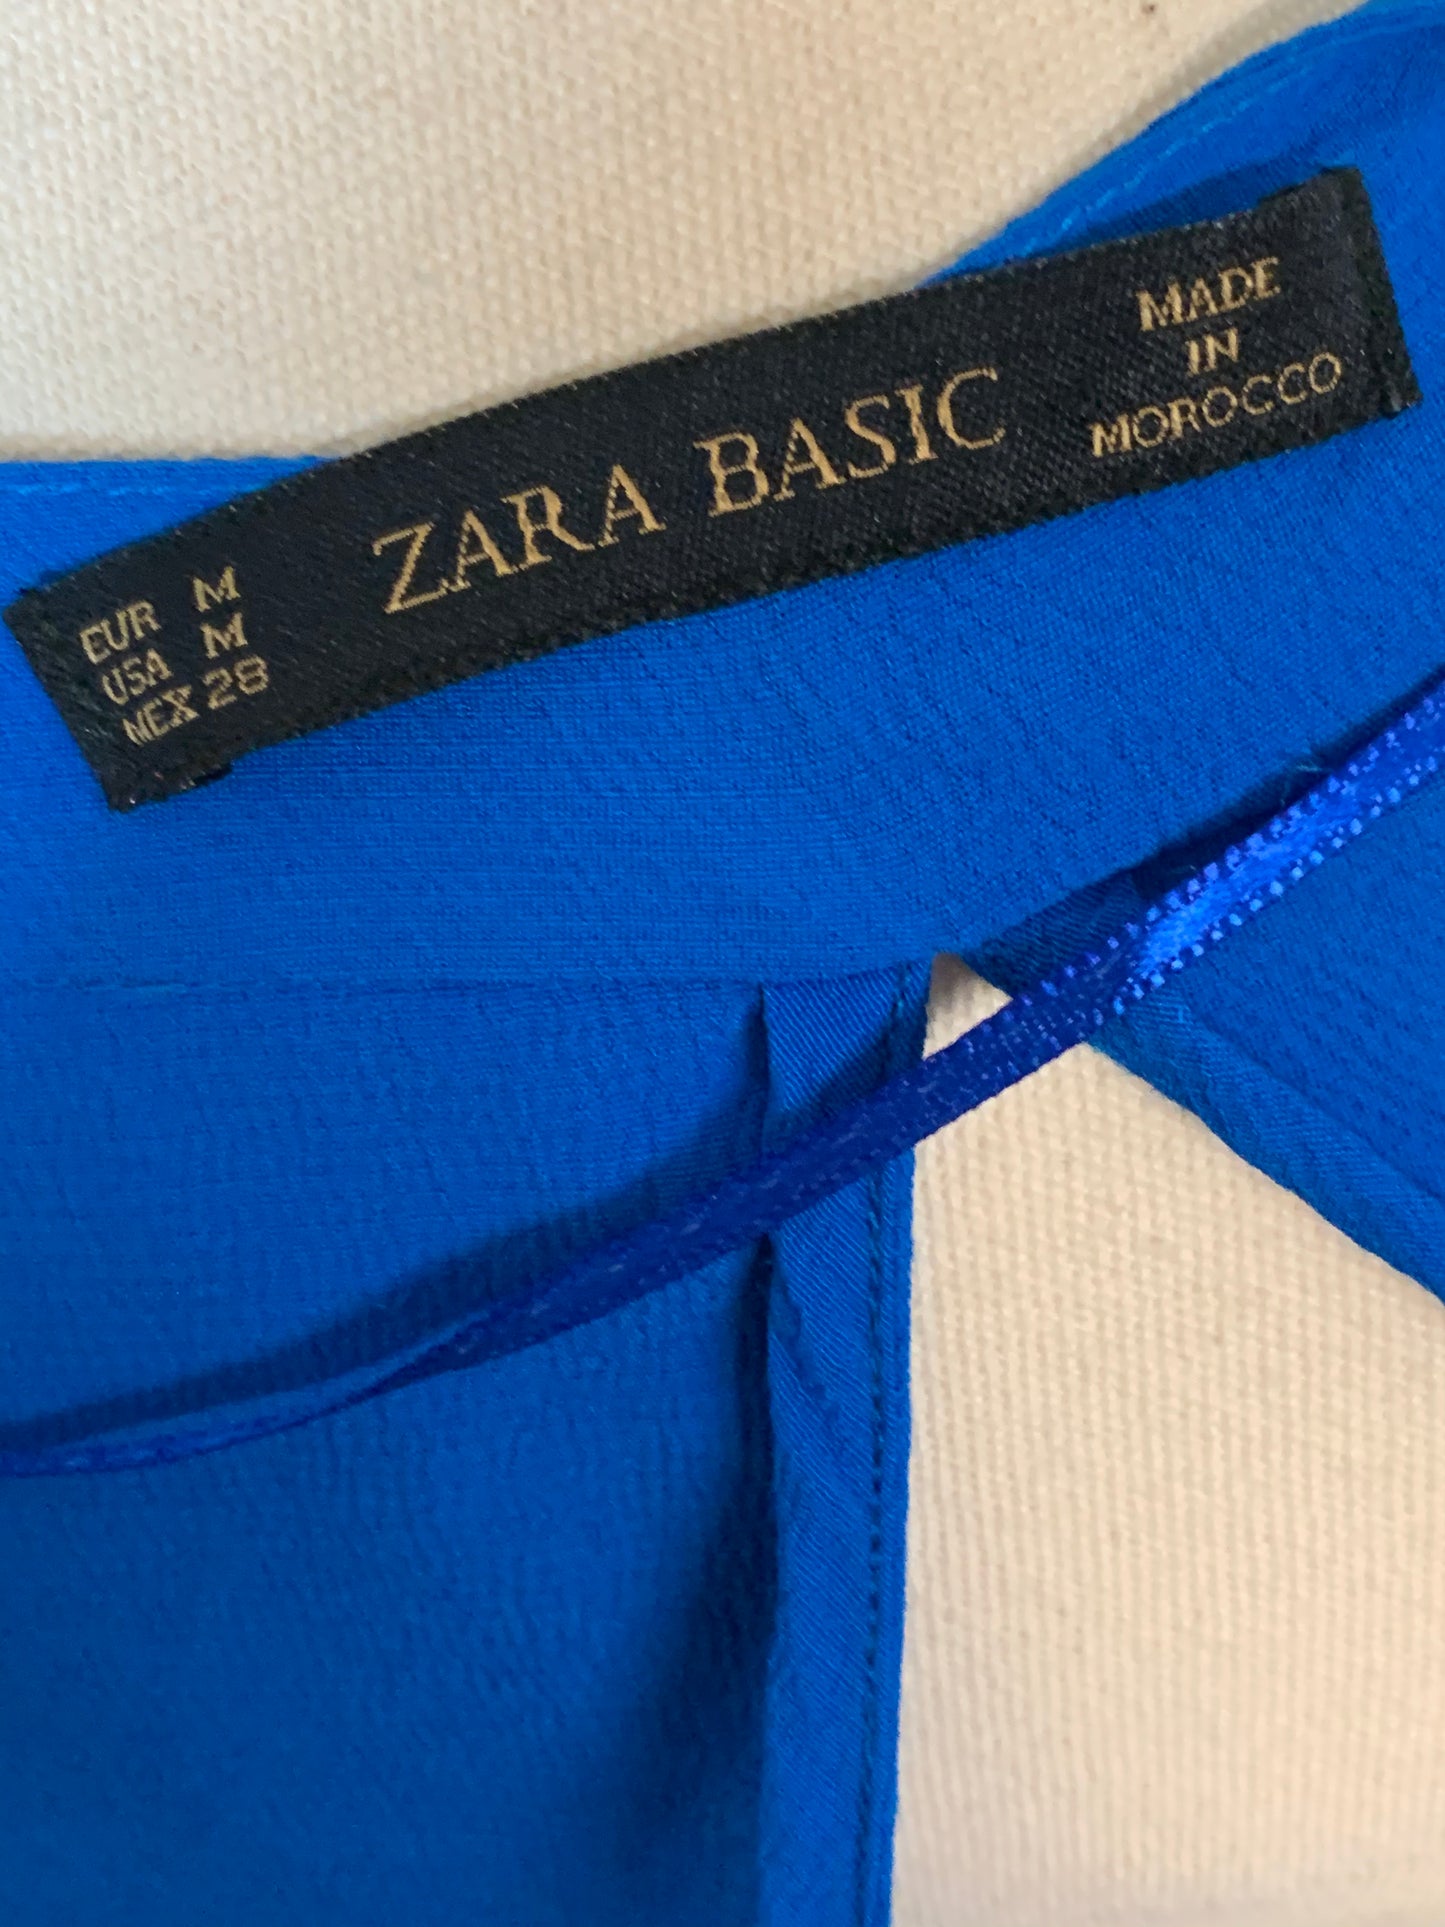 EUR M
USA M
MEX 28
ZARA BASIC
MADE
IN
MOROCCO